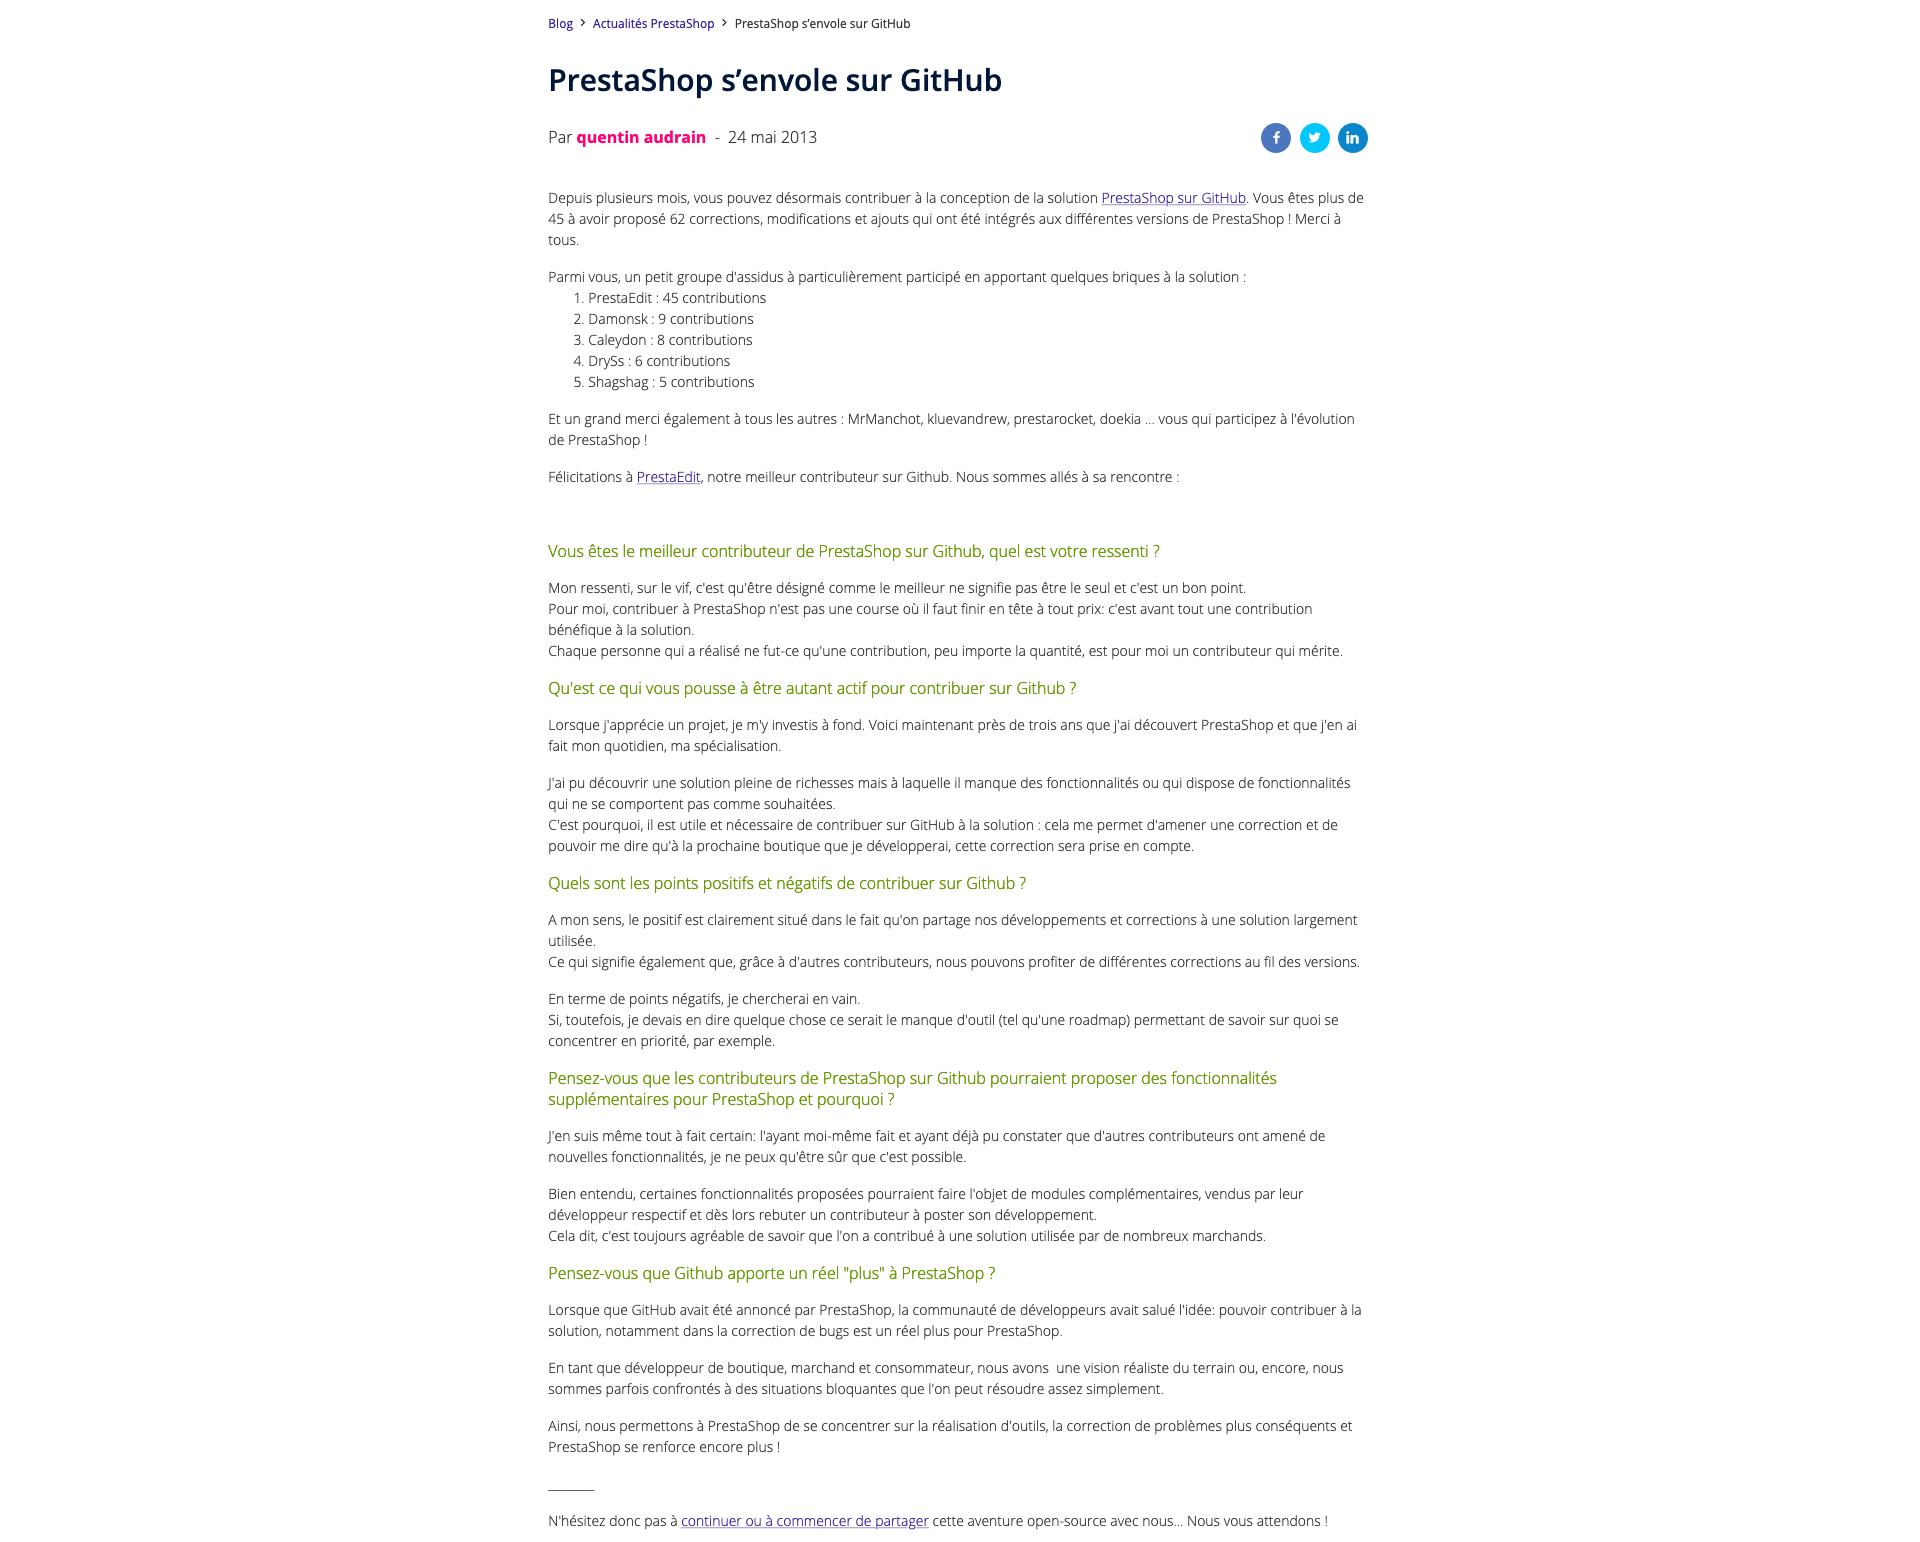 Blog > Actualités PrestaShop > PrestaShop s’envole sur GitHub
PrestaShop s’envole sur GitHub
Par quentin audrain - 24 mai 2013
Depuis plusieurs mois, vous pouvez désormais contribuer à la conception de la solution PrestaShop sur GitHub. Vous êtes plus de
45 à avoir proposé 62 corrections, modifications et ajouts qui ont été intégrés aux différentes versions de PrestaShop ! Merci à
tous.
Parmi vous, un petit groupe d'assidus à particulièrement participé en apportant quelques briques à la solution :
1. PrestaEdit : 45 contributions
2. Damonsk : 9 contributions
3. Caleydon : 8 contributions
4. DrySs : 6 contributions
5. Shagshag : 5 contributions
Et un grand merci également à tous les autres : MrManchot, kluevandrew, prestarocket, doekia ... vous qui participez à l'évolution
de PrestaShop !
Félicitations à PrestaEdit, notre meilleur contributeur sur Github. Nous sommes allés à sa rencontre :
Vous êtes le meilleur contributeur de PrestaShop sur Github, quel est votre ressenti ?
Mon ressenti, sur le vif, c'est qu'être désigné comme le meilleur ne signifie pas être le seul et c'est un bon point.
Pour moi, contribuer à PrestaShop n'est pas une course où il faut finir en tête à tout prix: c'est avant tout une contribution
bénéfique à la solution.
Chaque personne qui a réalisé ne fut-ce qu'une contribution, peu importe la quantité, est pour moi un contributeur qui mérite.
Qu'est ce qui vous pousse à être autant actif pour contribuer sur Github ?
Lorsque j'apprécie un projet, je m'y investis à fond. Voici maintenant près de trois ans que j'ai découvert PrestaShop et que j'en ai
fait mon quotidien, ma spécialisation.
J'ai pu découvrir une solution pleine de richesses mais à laquelle il manque des fonctionnalités ou qui dispose de fonctionnalités
qui ne se comportent pas comme souhaitées.
C'est pourquoi, il est utile et nécessaire de contribuer sur GitHub à la solution : cela me permet d'amener une correction et de
pouvoir me dire qu'à la prochaine boutique que je développerai, cette correction sera prise en compte.
Quels sont les points positifs et négatifs de contribuer sur Github ?
A mon sens, le positif est clairement situé dans le fait qu'on partage nos développements et corrections à une solution largement
utilisée.
Ce qui signifie également que, grâce à d'autres contributeurs, nous pouvons profiter de différentes corrections au fil des versions.
En terme de points négatifs, je chercherai en vain.
Si, toutefois, je devais en dire quelque chose ce serait le manque d'outil (tel qu'une roadmap) permettant de savoir sur quoi se
concentrer en priorité, par exemple.
Pensez-vous que les contributeurs de PrestaShop sur Github pourraient proposer des fonctionnalités
supplémentaires pour PrestaShop et pourquoi ?
J'en suis même tout à fait certain: l'ayant moi-même fait et ayant déjà pu constater que d'autres contributeurs ont amené de
nouvelles fonctionnalités, je ne peux qu'être sûr que c'est possible.
Bien entendu, certaines fonctionnalités proposées pourraient faire l'objet de modules complémentaires, vendus par leur
développeur respectif et dès lors rebuter un contributeur à poster son développement.
Cela dit, c'est toujours agréable de savoir que l'on a contribué à une solution utilisée par de nombreux marchands.
Pensez-vous que Github apporte un réel "plus" à PrestaShop ?
Lorsque que GitHub avait été annoncé par PrestaShop, la communauté de développeurs avait salué l'idée: pouvoir contribuer à la
solution, notamment dans la correction de bugs est un réel plus pour PrestaShop.
En tant que développeur de boutique, marchand et consommateur, nous avons  une vision réaliste du terrain ou, encore, nous
sommes parfois confrontés à des situations bloquantes que l'on peut résoudre assez simplement.
Ainsi, nous permettons à PrestaShop de se concentrer sur la réalisation d'outils, la correction de problèmes plus conséquents et
PrestaShop se renforce encore plus !
_______
N'hésitez donc pas à continuer ou à commencer de partager cette aventure open-source avec nous... Nous vous attendons !